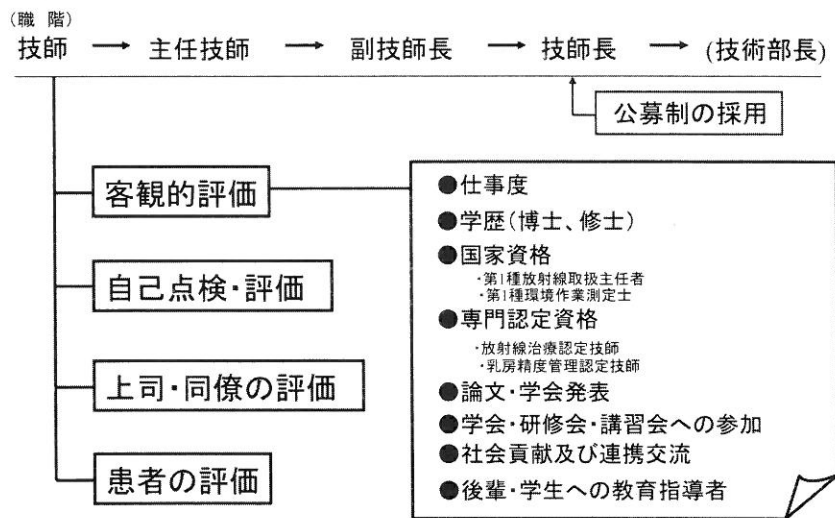 (職 階)
技師 → 主任技師 → 副技師長 → 技師長 → (技術部長)
公募制の採用
客観的評価
●仕事度
●学歴(博士、修士)
●国家資格
・第1種放射線取扱主任者
・第1種環境作業測定士
●専門認定資格
・放射線治療認定技師
・乳房精度管理認定技師
●論文・学会発表
●学会・研修会・講習会への参加
●社会貢献及び連携交流
●後輩・学生への教育指導者
自己点検・評価
上司・同僚の評価
患者の評価